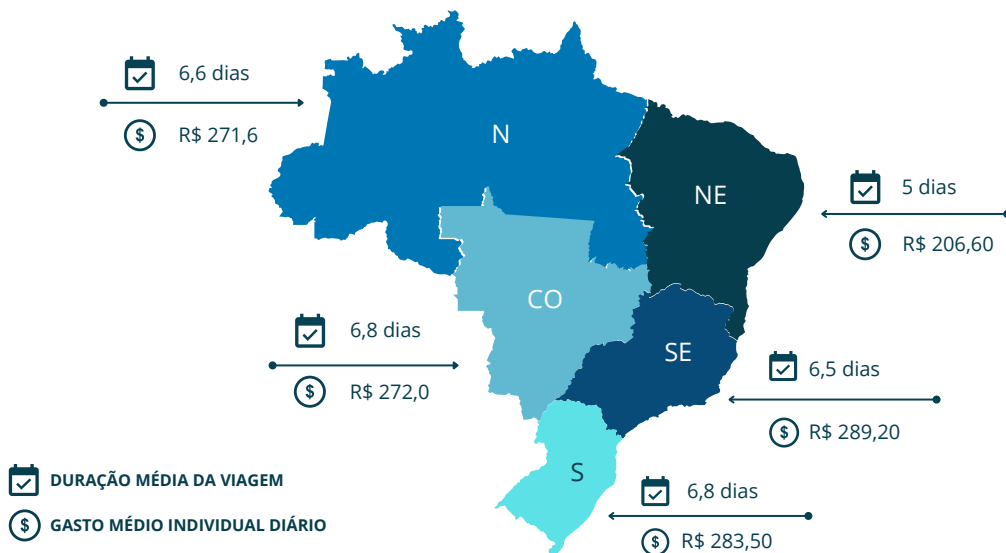 6,6 dias
R$ 271,6
N
NE
5 dias
R$ 206,60
CO
6,8 dias
R$ 272,0
SE
6,5 dias
R$ 289,20
S
6,8 dias
R$ 283,50
DURAÇÃO MÉDIA DA VIAGEM
$ GASTO MÉDIO INDIVIDUAL DIÁRIO